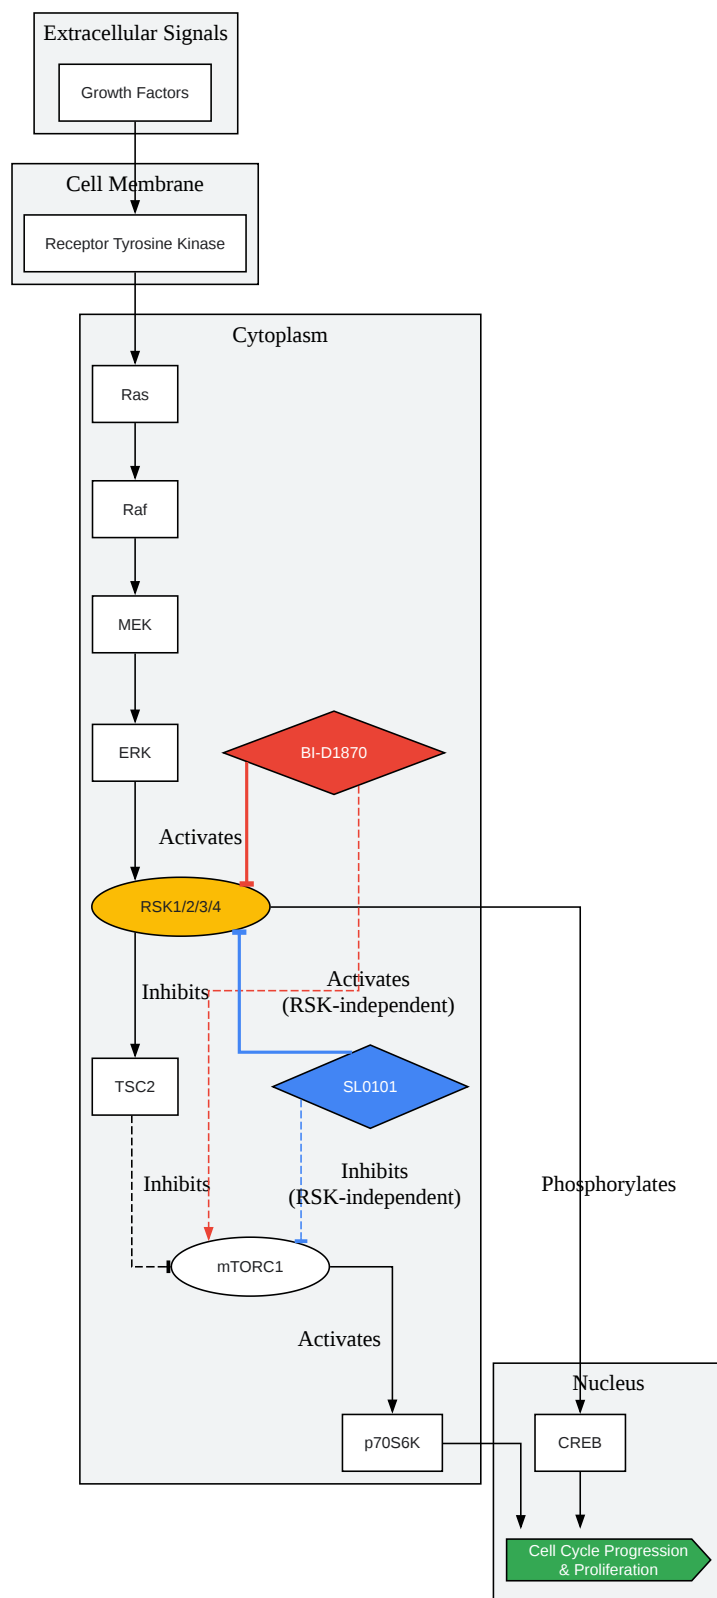 Extracellular Signals
Growth Factors
Cell Membrane
Receptor Tyrosine Kinase
Cytoplasm
Ras
Raf
MEK
ERK
BI-D1870
Activates
RSK1/2/3/4
Inhibits
Activates
(RSK-independent)
TSC2
SL0101
Inhibits
Inhibits
(RSK-independent)
Phosphorylates
mTORC1
Activates
Nucleus
p70S6K
CREB
Cell Cycle Progression
& Proliferation